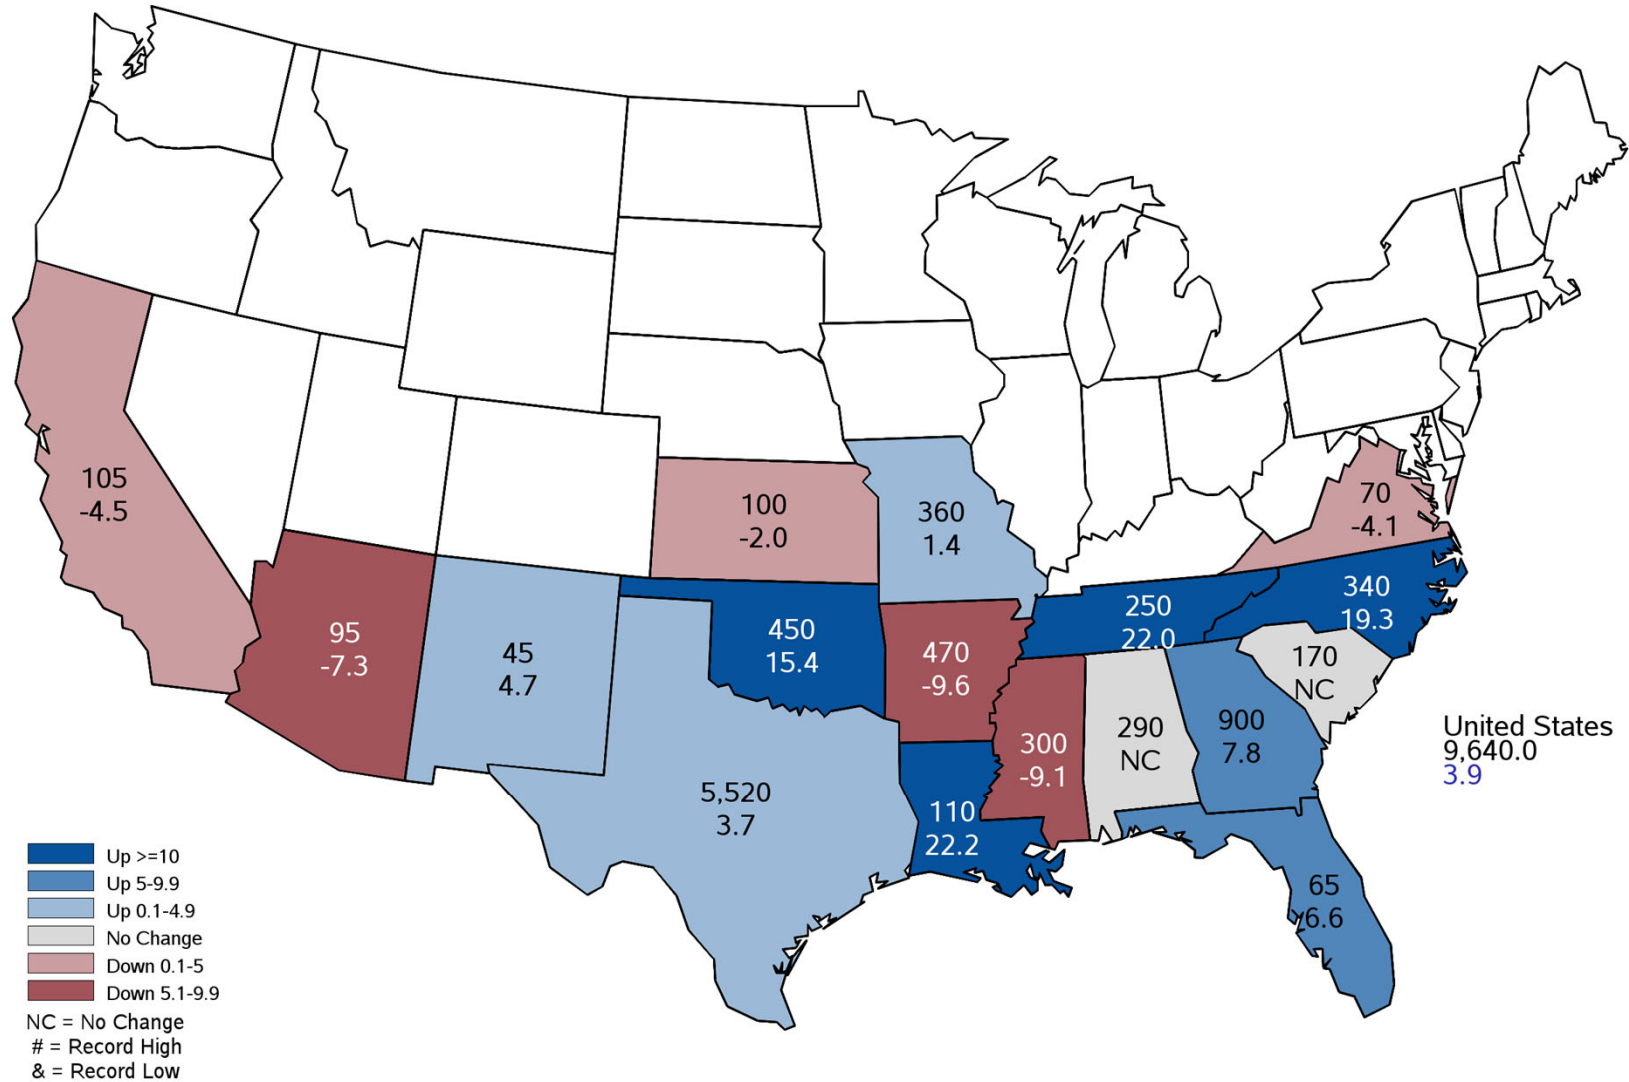 105
-4.5
100
-2.0
360
1.4
70
-4.1
95
-7.3
45
4.7
450
15.4
470
-9.6
250
22.0
340
19.3
5,520
3.7
110
22.2
300
-9.1
290
NC
900
7.8
170
NC
65
6.6
United States
9,640.0
3.9
Up >=10
Up 5-9.9
Up 0.1-4.9
No Change
Down 0.1-5
Down 5.1-9.9
NC = No Change
# = Record High
& = Record Low